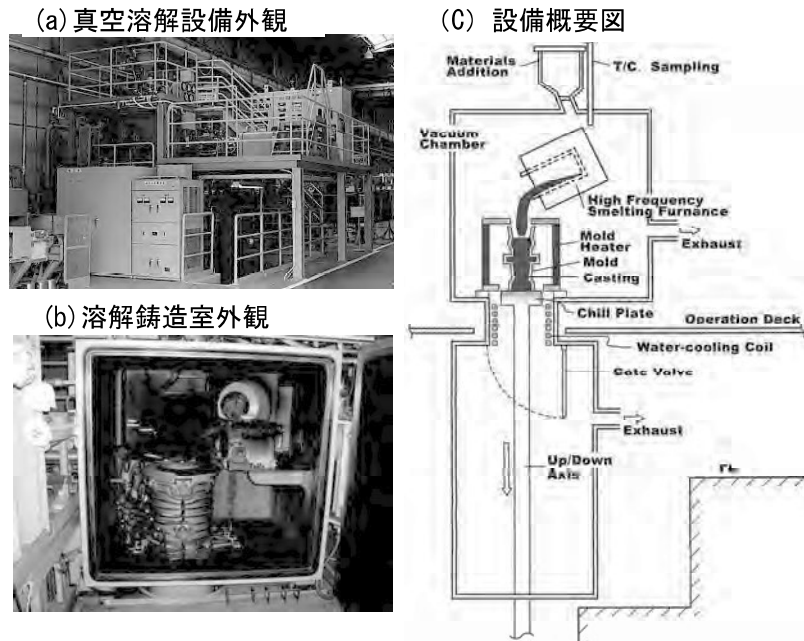 (a)真空溶解設備外観
(b)溶解鋳造室外観
(C) 設備概要図
Materials
Addition
T/C. Sampling
Vacuum
Chamber
High Frequency
Smelting Furnance
Exhaust
Mold
Heater
Mold
Casting
Chill Plate
Operation Deck
Water-cooling Coil
Gate Valve
Exhaust
Up/Down
Axis